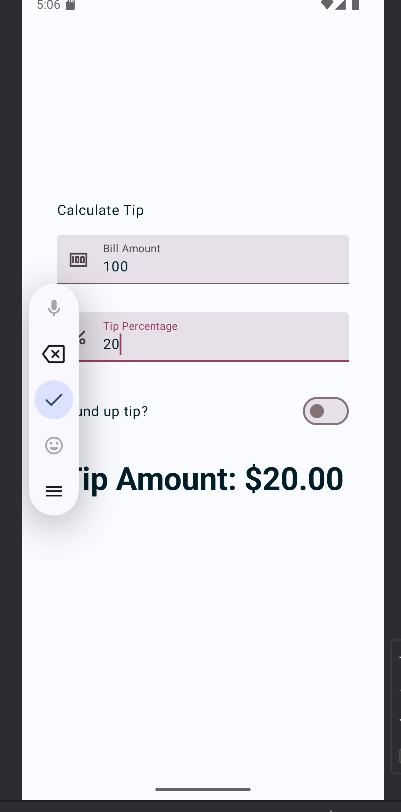 5:06
Calculate Tip
Bill Amount
100
Tip Percentage
20
und up tip?
Tip Amount: $20.00